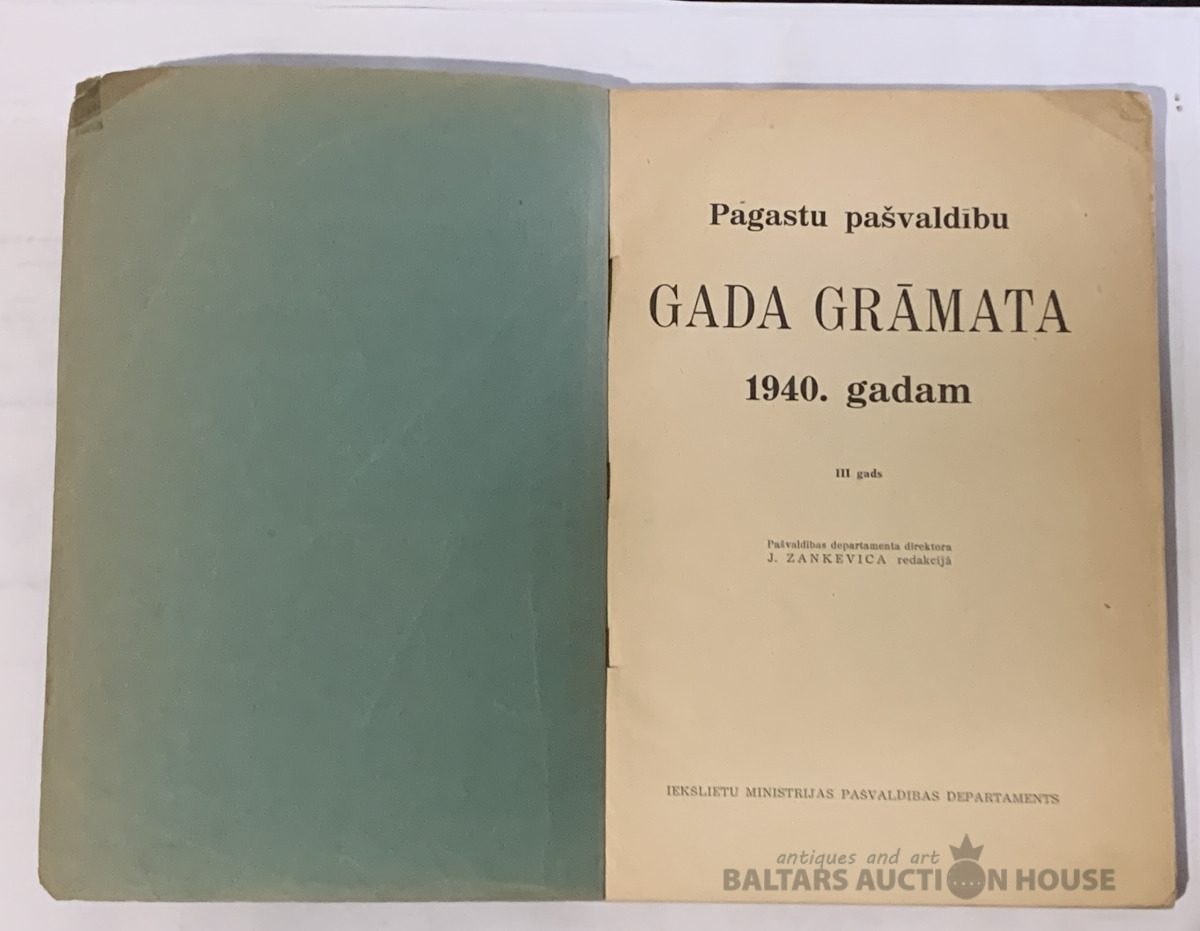 Pagastu pašvaldību
GADA GRĀMATA
1940. gadam
III gads
Pašvaldības departamenta direktora
J. ZANKEVICA redakcijā
IEKŠLIETU MINISTRIJAS PAŠVALDĪBAS DEPARTAMENTS
antiques and art
BALTARS AUCTION HOUSE